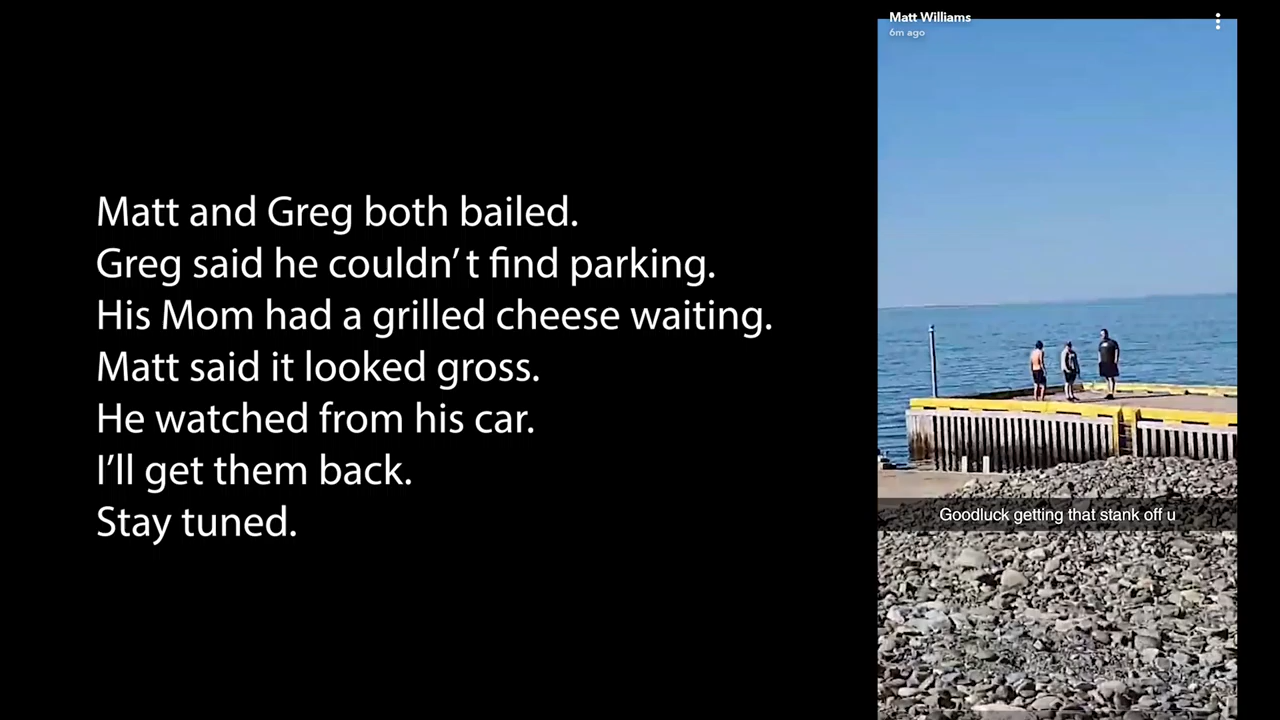 Matt and Greg both bailed.
Greg said he couldn't find parking.
His Mom had a grilled cheese waiting.
Matt said it looked gross.
He watched from his car.
I'll get them back.
Stay tuned.
Matt Williams
6m ago
Goodluck getting that stank off u